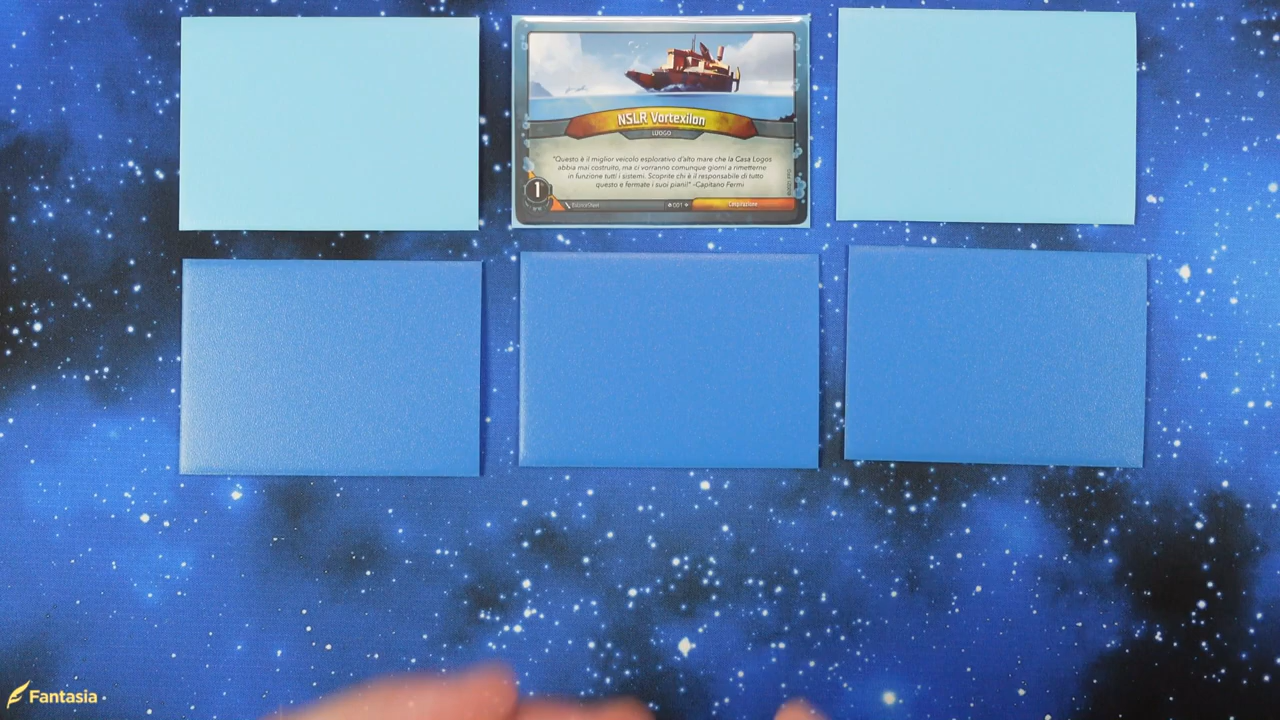 NSLR Vortexilon
LUOGO
"Questo è il miglior veicolo esplorativo d'alto mare che la Casa Logos
abbia mai costruito, ma ci vorranno comunque giorni a rimetterne
in funzione tutti i sistemi. Scoprite chi è il responsabile di tutto
questo e fermate i suoi piani!" -Capitano Fermi
1
001
Cospirazione
Fantasia